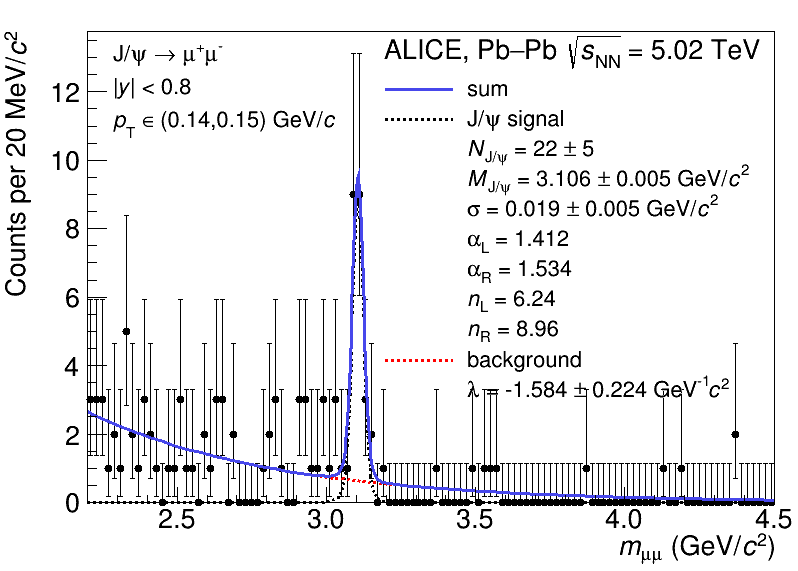 J/ψ → μ⁺μ⁻
|y| < 0.8
p_T ∈ (0.14,0.15) GeV/c
ALICE, Pb–Pb √s_NN = 5.02 TeV
sum
J/ψ signal
N_J/ψ = 22 ± 5
M_J/ψ = 3.106 ± 0.005 GeV/c²
σ = 0.019 ± 0.005 GeV/c²
α_L = 1.412
α_R = 1.534
n_L = 6.24
n_R = 8.96
background
λ = -1.584 ± 0.224 GeV⁻¹c²
Counts per 20 MeV/c²
12
10
8
6
4
2
0
2.5 3.0 3.5 4.0 4.5
m_μμ (GeV/c²)